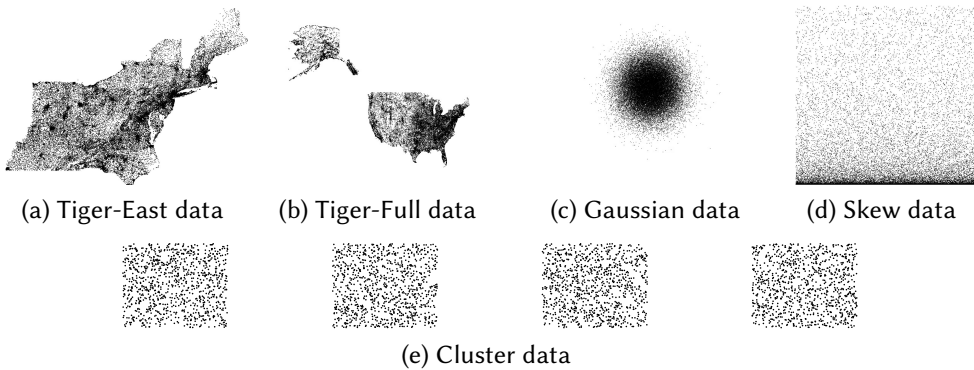 (a) Tiger-East data (b) Tiger-Full data (c) Gaussian data (d) Skew data
(e) Cluster data